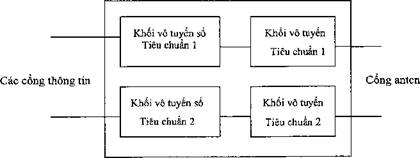 Khối vô tuyến số
Tiêu chuẩn 1
Khối vô tuyến
Tiêu chuẩn 1
Các cổng thông tin
Cổng anten
Khối vô tuyến số
Tiêu chuẩn 2
Khối vô tuyến
Tiêu chuẩn 2